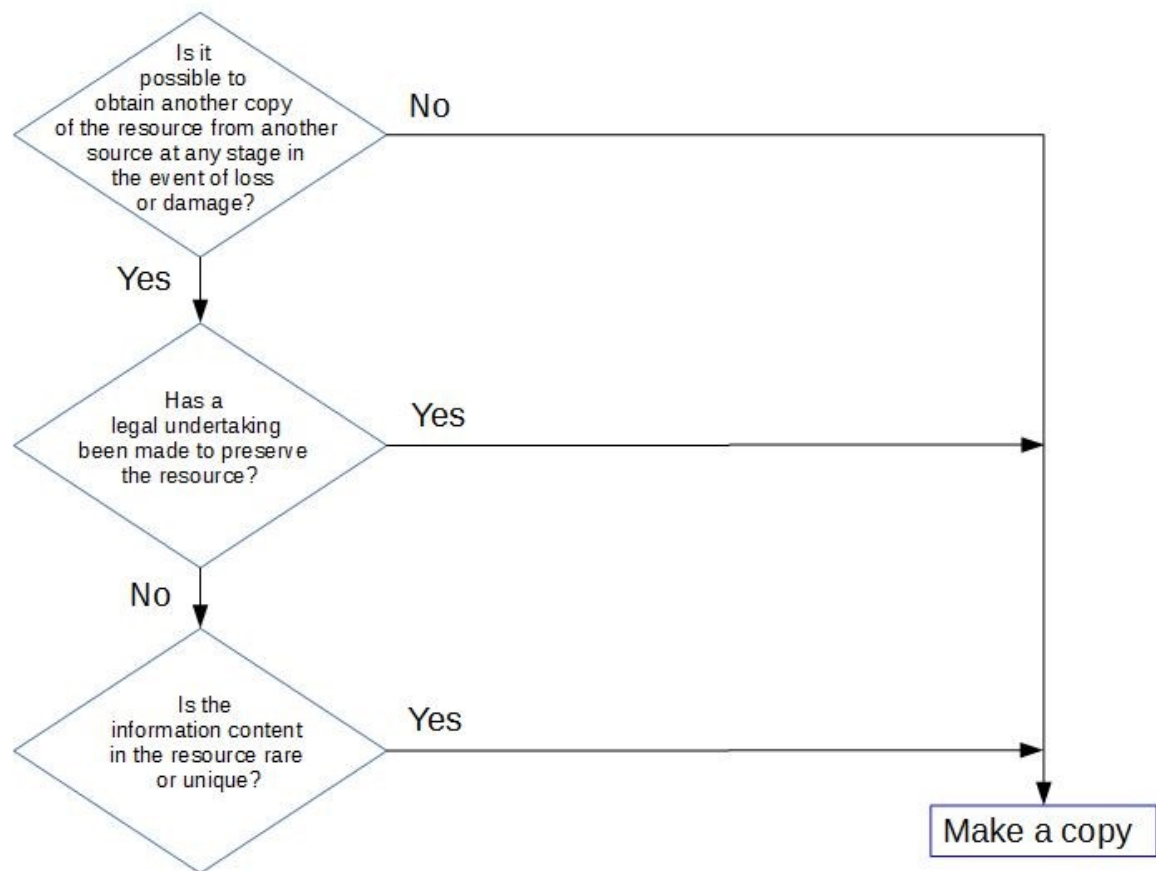 Is it
possible to
obtain another copy
of the resource from another
source at any stage in
the event of loss
or damage?
No
Yes
Has a
legal undertaking
been made to preserve
the resource?
Yes
No
Is the
information content
in the resource rare
or unique?
Yes
Make a copy